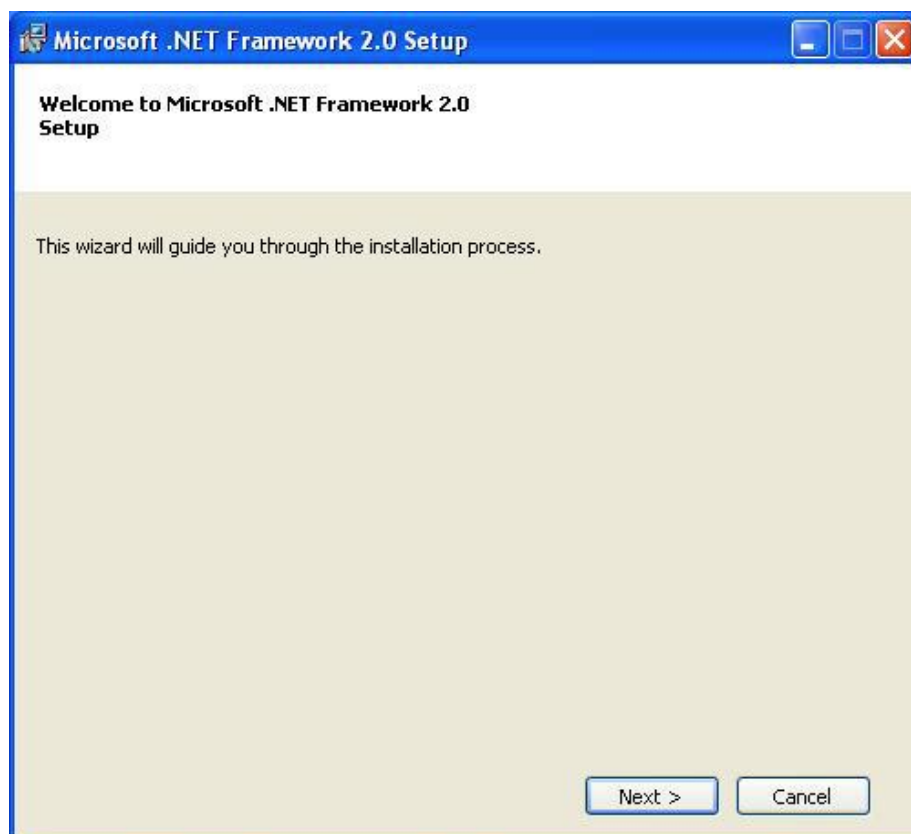 Microsoft .NET Framework 2.0 Setup
Welcome to Microsoft .NET Framework 2.0
Setup
This wizard will guide you through the installation process.
Next >
Cancel